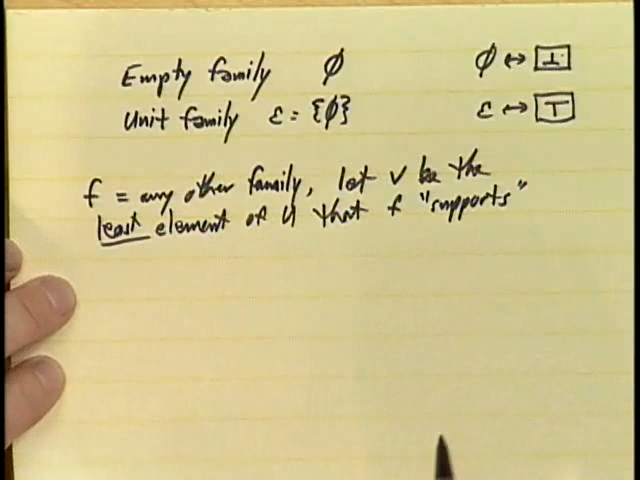 Empty family ∅ ∅ ↔ ⊥
Unit family ε = {∅} ε ↔ ⊤
f = any other family, let v be the
least element of U that f "supports"